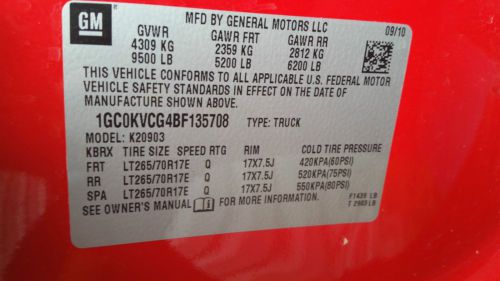 GM
MFD BY GENERAL MOTORS LLC
09/10
GVWR GAWR FRT GAWR RR
4309 KG 2359 KG 2812 KG
9500 LB 5200 LB 6200 LB
THIS VEHICLE CONFORMS TO ALL APPLICABLE U.S. FEDERAL MOTOR
VEHICLE SAFETY STANDARDS IN EFFECT ON THE DATE OF
MANUFACTURE SHOWN ABOVE.
1GC0KVCG4BF135708 TYPE: TRUCK
MODEL: K20903
KBRX TIRE SIZE SPEED RTG RIM COLD TIRE PRESSURE
FRT LT265/70R17E Q 17X7.5J 420KPA(60PSI)
RR LT265/70R17E Q 17X7.5J 520KPA(75PSI)
SPA LT265/70R17E Q 17X7.5J 550KPA(80PSI)
SEE OWNER'S MANUAL FOR MORE INFORMATION.
F1439 LB
T 2903 LB